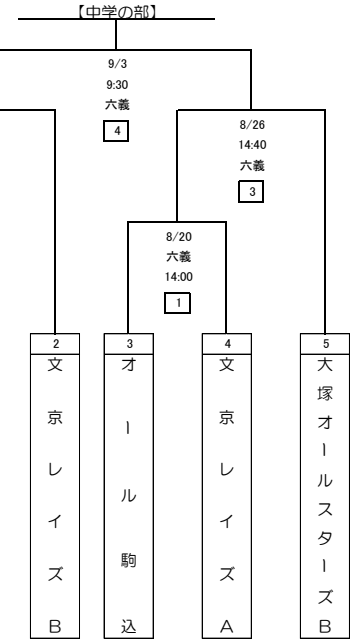 【中学の部】
9/3
9:30
六義
4
8/26
14:40
六義
3
8/20
六義
14:00
1
2
文京レイズB
3
オール駒込
4
文京レイズA
5
大塚オールスターズB